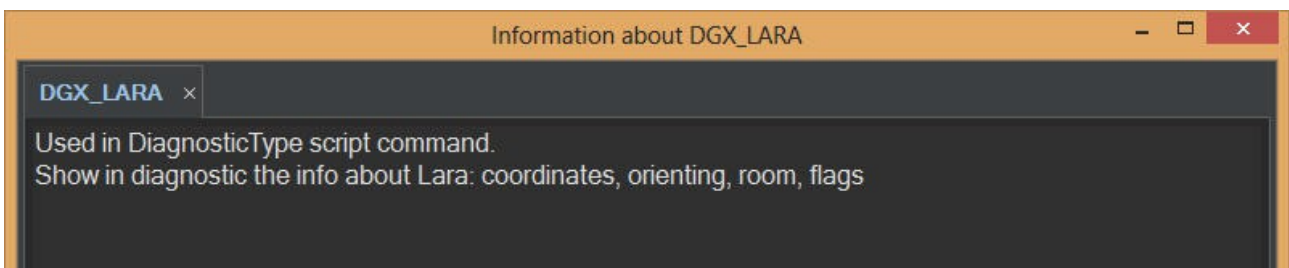 Information about DGX_LARA
DGX_LARA
Used in DiagnosticType script command.
Show in diagnostic the info about Lara: coordinates, orienting, room, flags